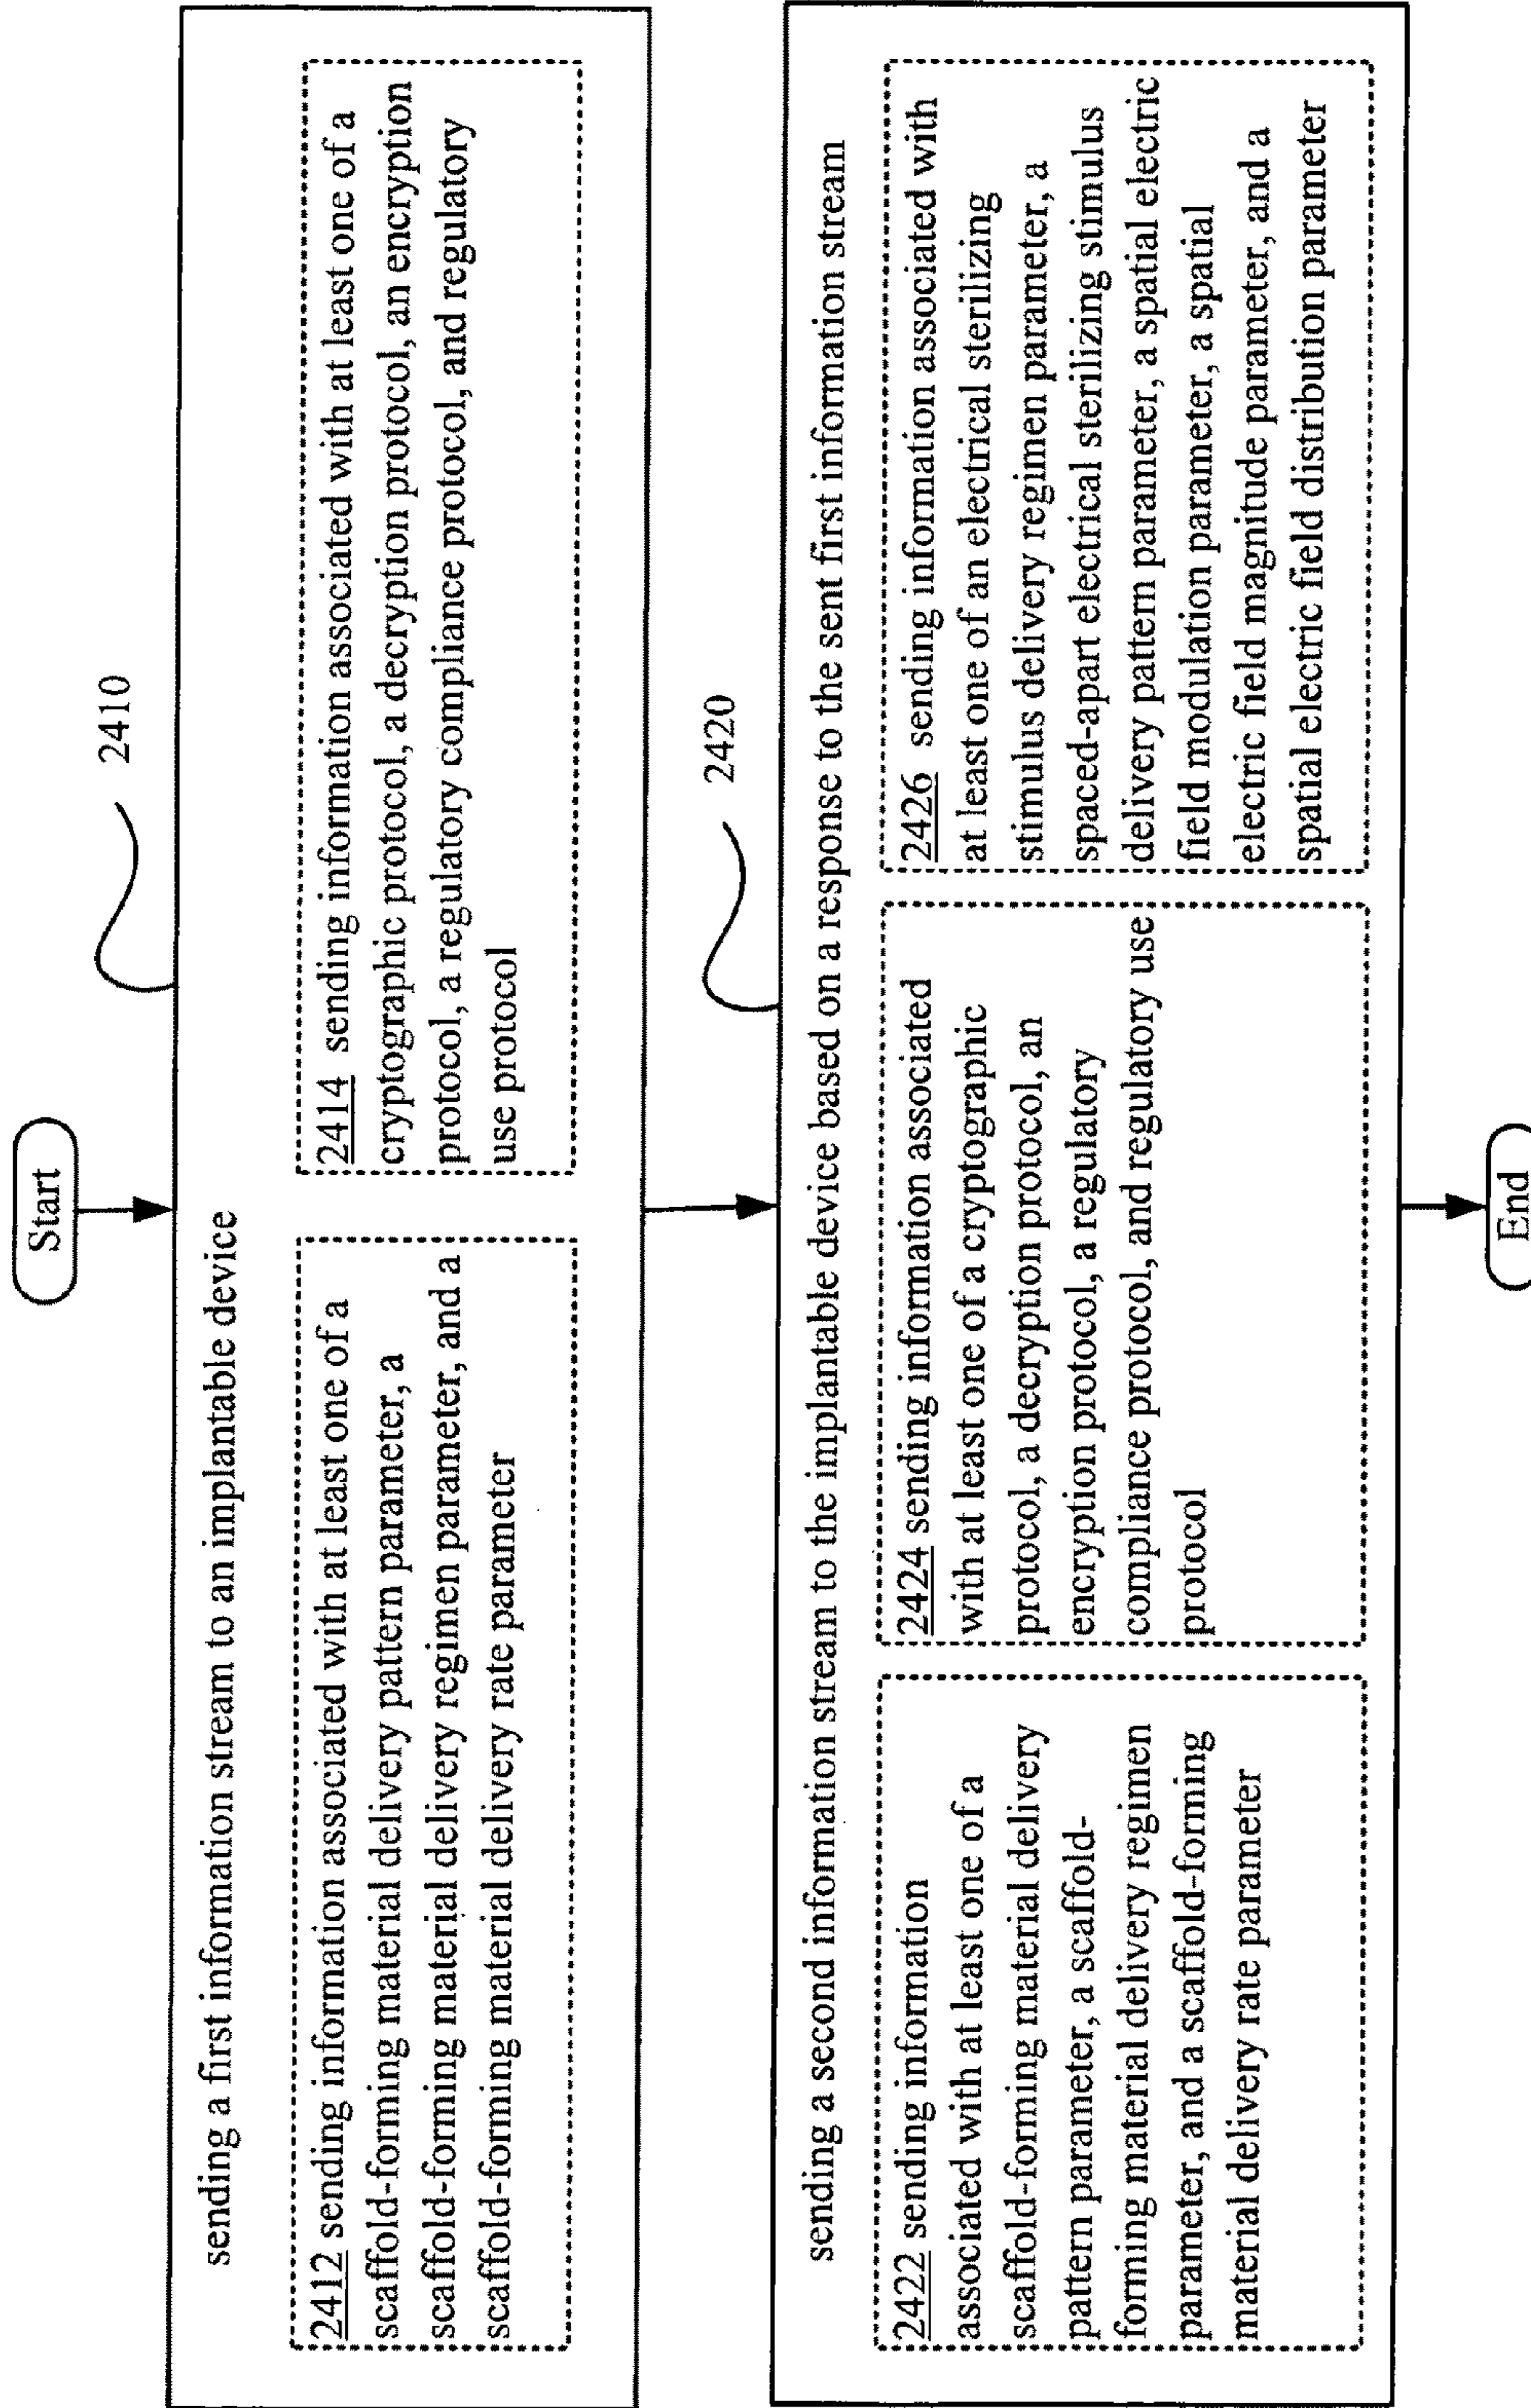 Start
2410
sending a first information stream to an implantable device
2412 sending information associated with at least one of a
scaffold-forming material delivery pattern parameter, a
scaffold-forming material delivery regimen parameter, and a
scaffold-forming material delivery rate parameter
2414 sending information associated with at least one of a
cryptographic protocol, a decryption protocol, an encryption
protocol, a regulatory compliance protocol, and regulatory
use protocol
2420
sending a second information stream to the implantable device based on a response to the sent first information stream
2422 sending information
associated with at least one of a
scaffold-forming material delivery
pattern parameter, a scaffold-
forming material delivery regimen
parameter, and a scaffold-forming
material delivery rate parameter
2424 sending information associated
with at least one of a cryptographic
protocol, a decryption protocol, an
encryption protocol, a regulatory
compliance protocol, and regulatory use
protocol
2426 sending information associated with
at least one of an electrical sterilizing
stimulus delivery regimen parameter, a
spaced-apart electrical sterilizing stimulus
delivery pattern parameter, a spatial electric
field modulation parameter, a spatial
electric field magnitude parameter, and a
spatial electric field distribution parameter
End